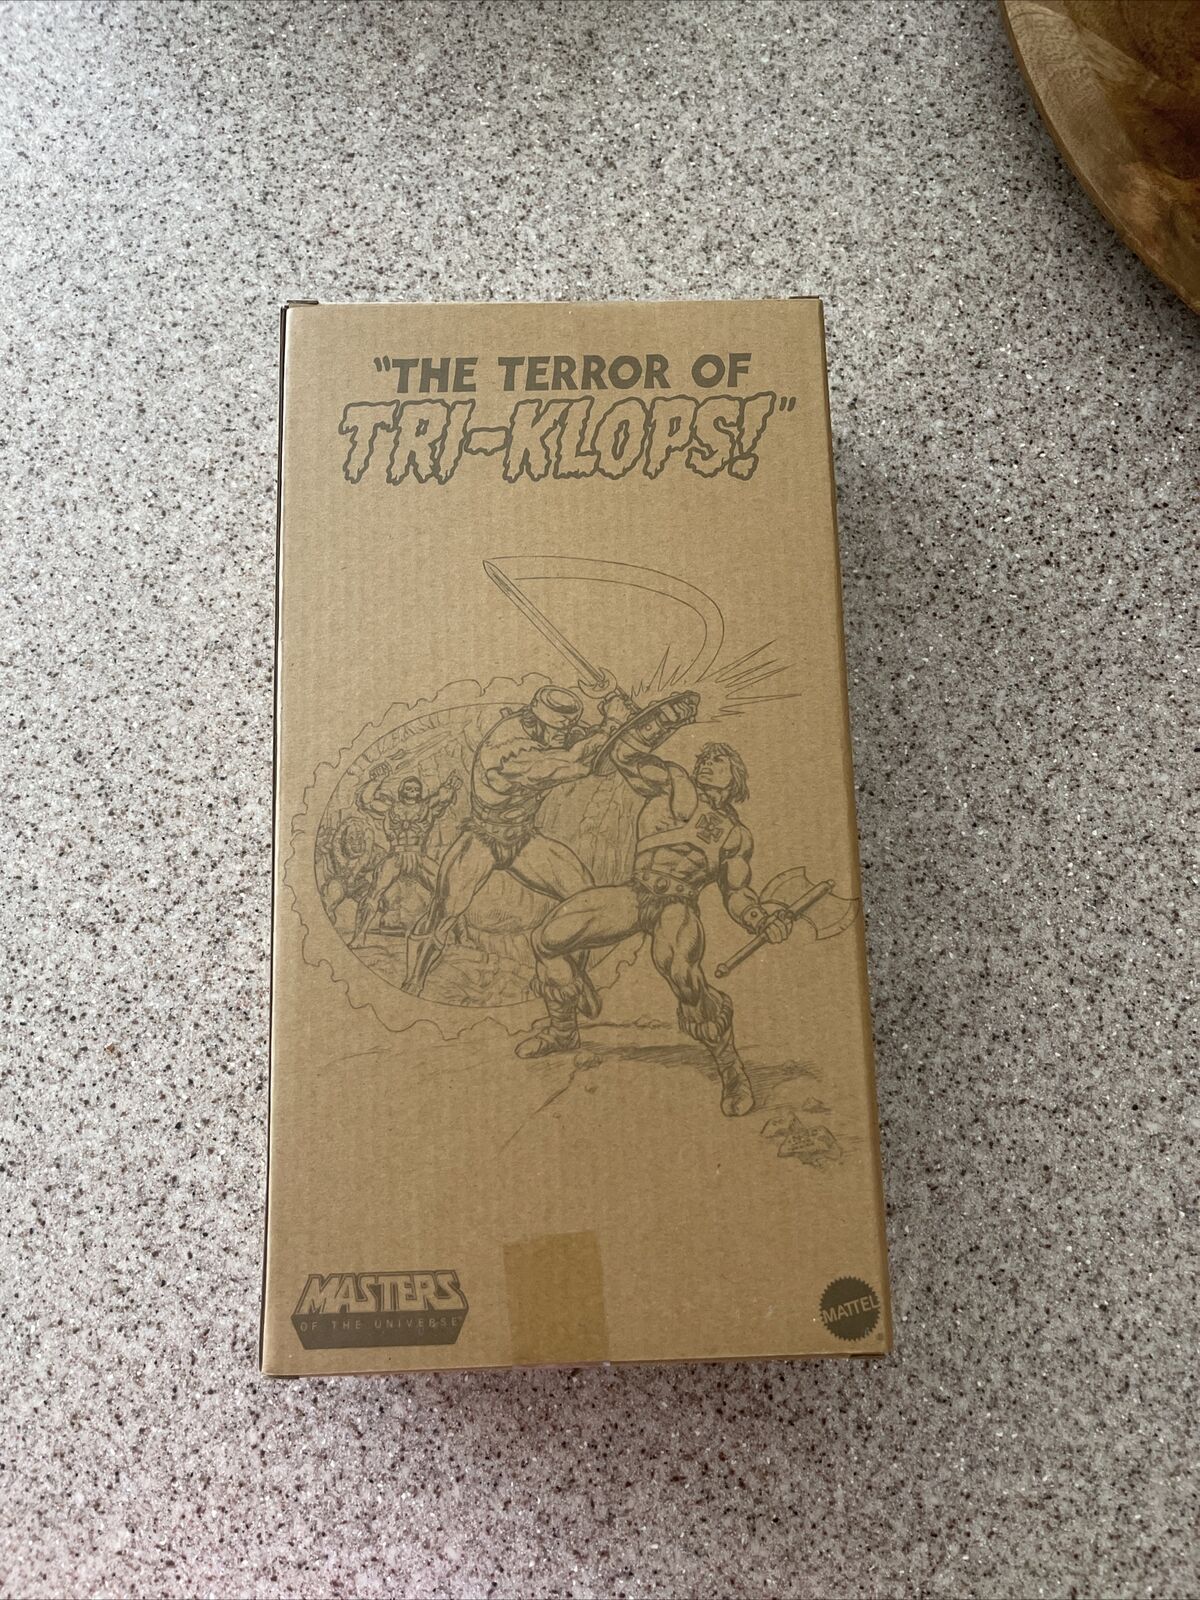 "THE TERROR OF
TRI-KLOPS!"
MASTERS
OF THE UNIVERSE
MATTEL